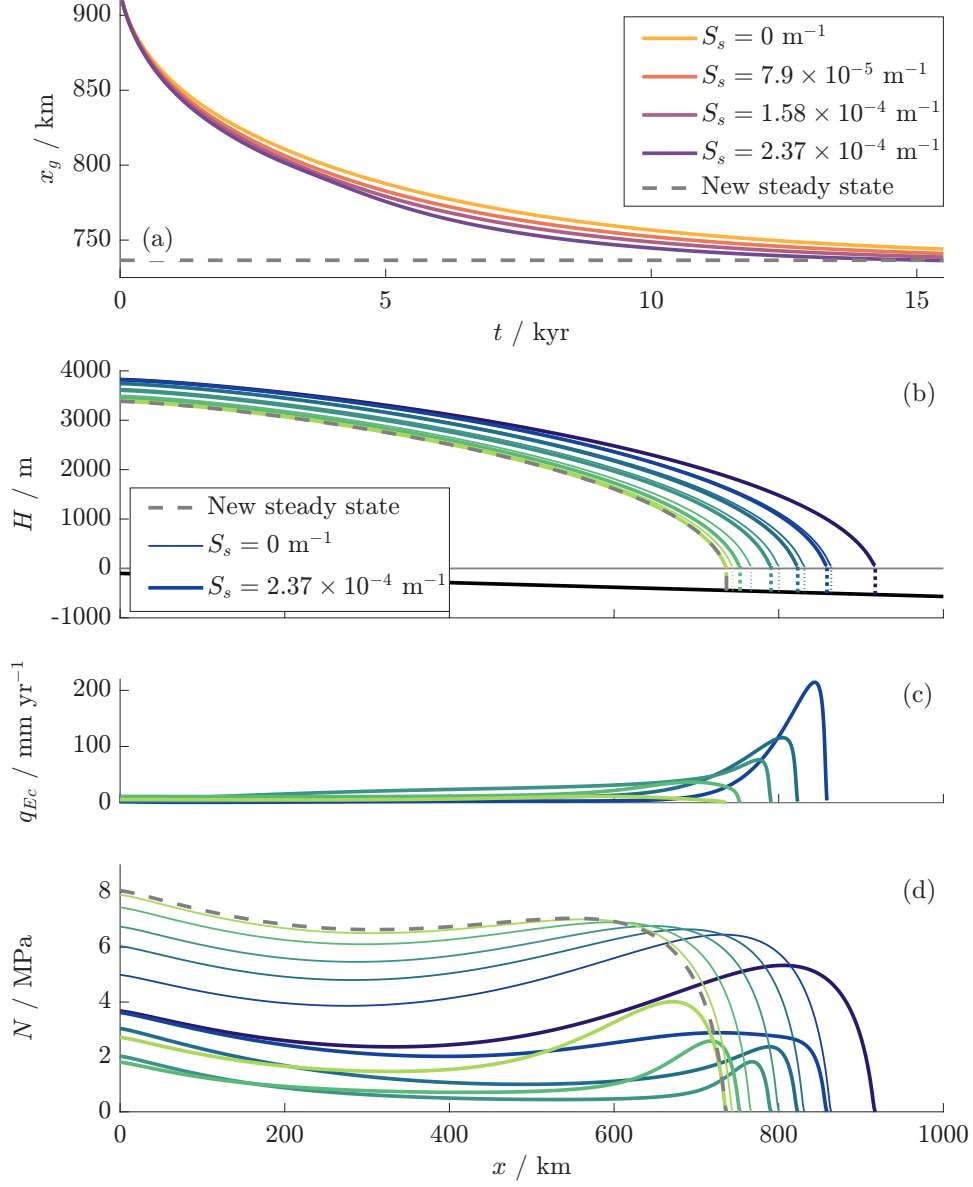 900
850
800
750
x_g / km
(a)
S_s = 0 m⁻¹
S_s = 7.9 × 10⁻⁵ m⁻¹
S_s = 1.58 × 10⁻⁴ m⁻¹
S_s = 2.37 × 10⁻⁴ m⁻¹
New steady state
0 5 10 15
t / kyr
4000
3000
2000
1000
0
-1000
H / m
(b)
New steady state
S_s = 0 m⁻¹
S_s = 2.37 × 10⁻⁴ m⁻¹
200
100
0
q_Ec / mm yr⁻¹
(c)
8
6
4
2
0
N / MPa
(d)
0 200 400 600 800 1000
x / km